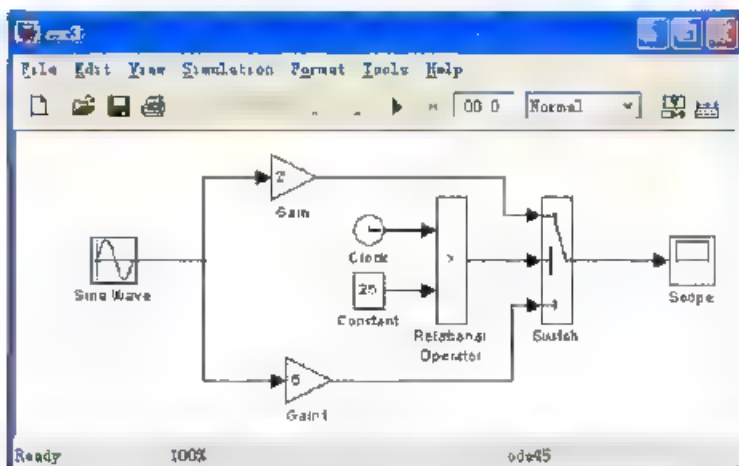 File Edit View Simulation Format Tools Help
00 0 Normal
2
Gain
Clock
>
25
Constant
Sine Wave
Relational
Operator
Switch
Scope
Gain1
Ready 100% ode45